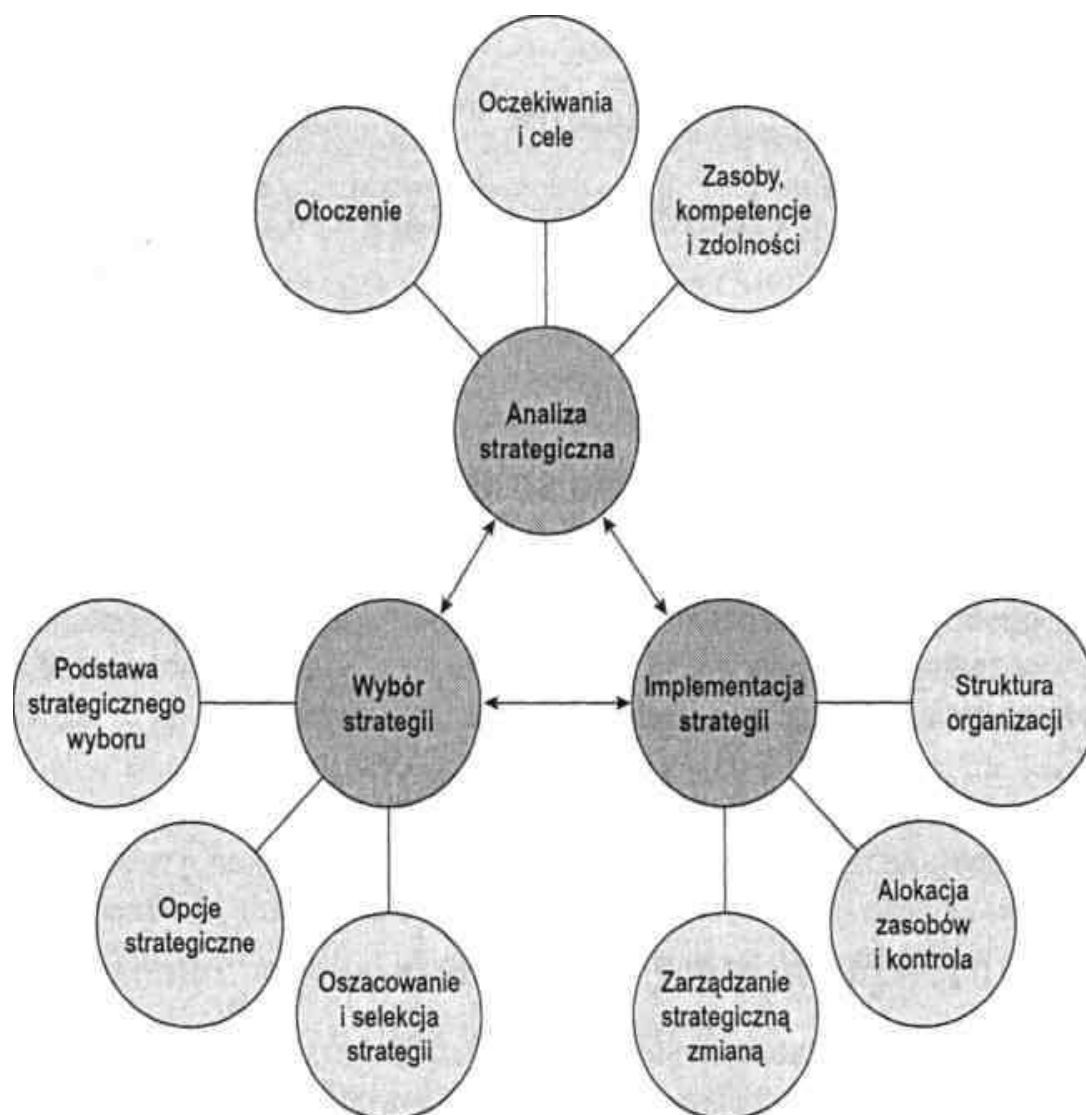 Oczekiwania
i cele
Otoczenie
Zasoby,
kompetencje
i zdolności
Analiza
strategiczna
Podstawa
strategicznego
wyboru
Wybór
strategii
Implementacja
strategii
Struktura
organizacji
Opcje
strategiczne
Alokacja
zasobów
i kontrola
Oszacowanie
i selekcja
strategii
Zarządzanie
strategiczną
zmianą